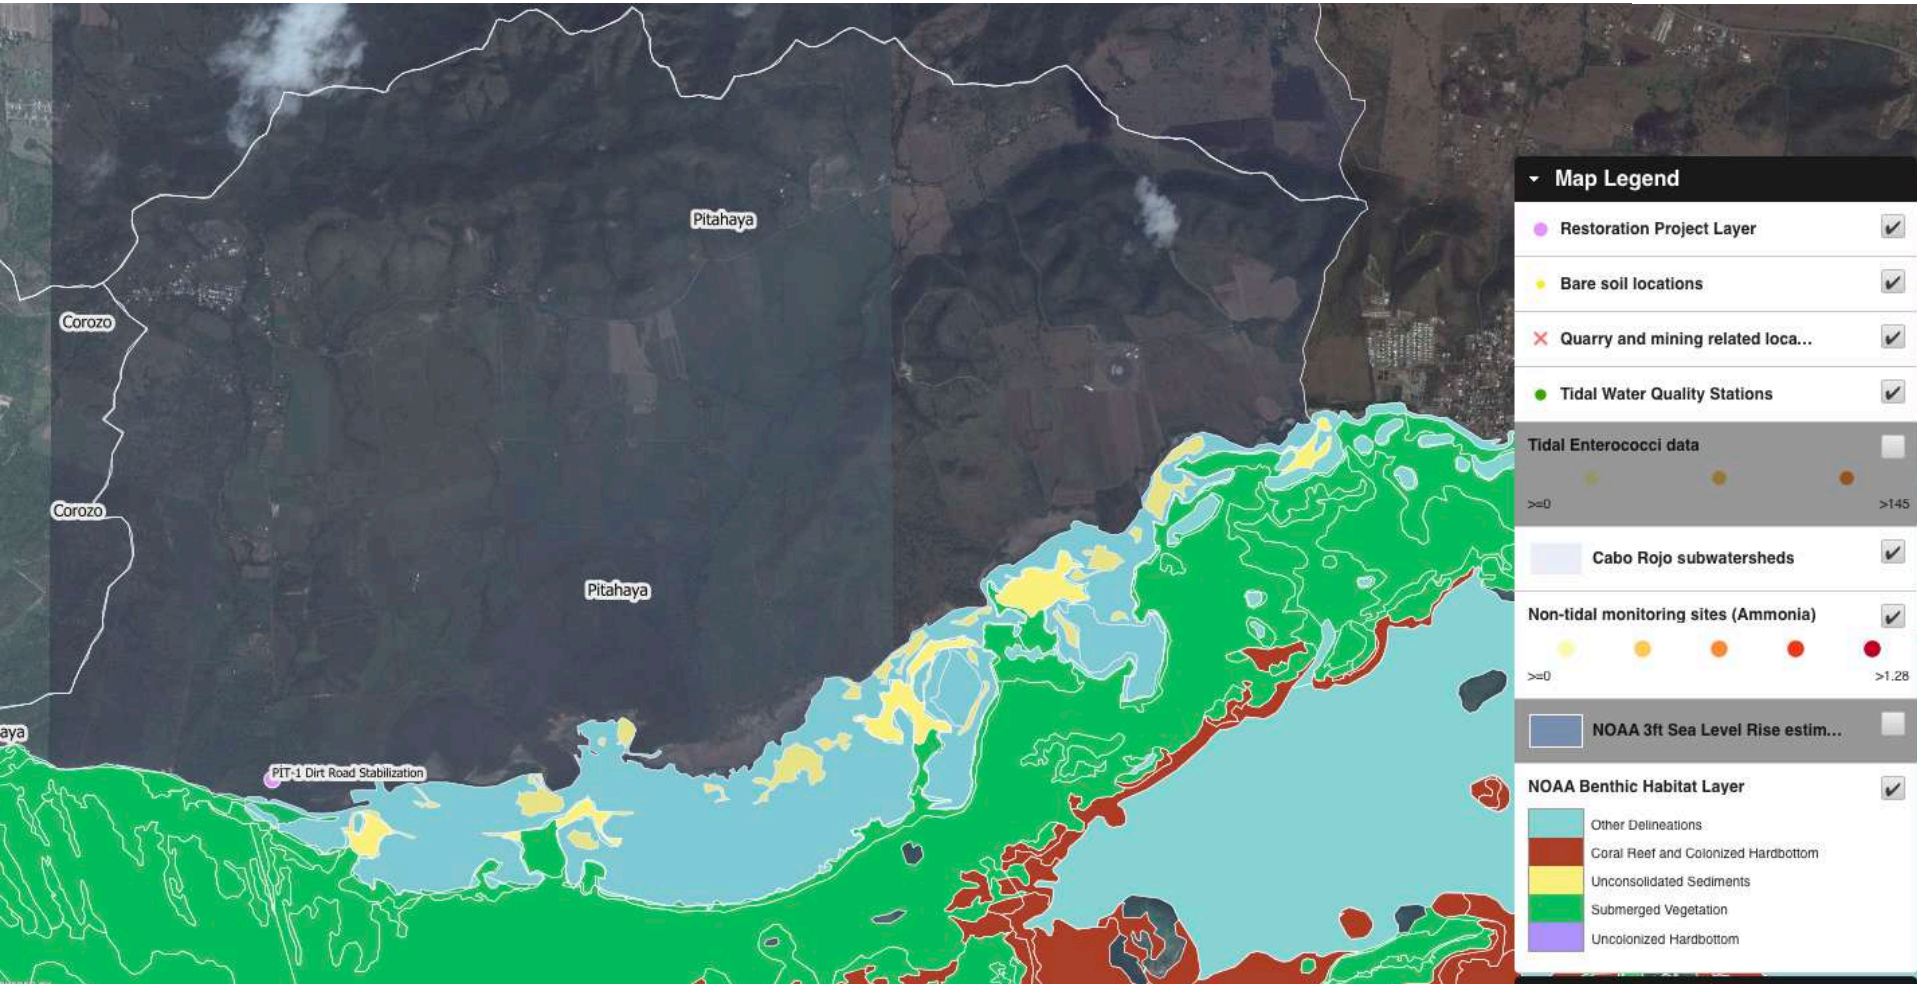 Pitahaya
Corozo
Corozo
Pitahaya
aya
PIT-1 Dirt Road Stabilization
Map Legend
Restoration Project Layer
Bare soil locations
Quarry and mining related loca...
Tidal Water Quality Stations
Tidal Enterococci data
>=0 >145
Cabo Rojo subwatersheds
Non-tidal monitoring sites (Ammonia)
>=0 >1.28
NOAA 3ft Sea Level Rise estim...
NOAA Benthic Habitat Layer
Other Delineations
Coral Reef and Colonized Hardbottom
Unconsolidated Sediments
Submerged Vegetation
Uncolonized Hardbottom